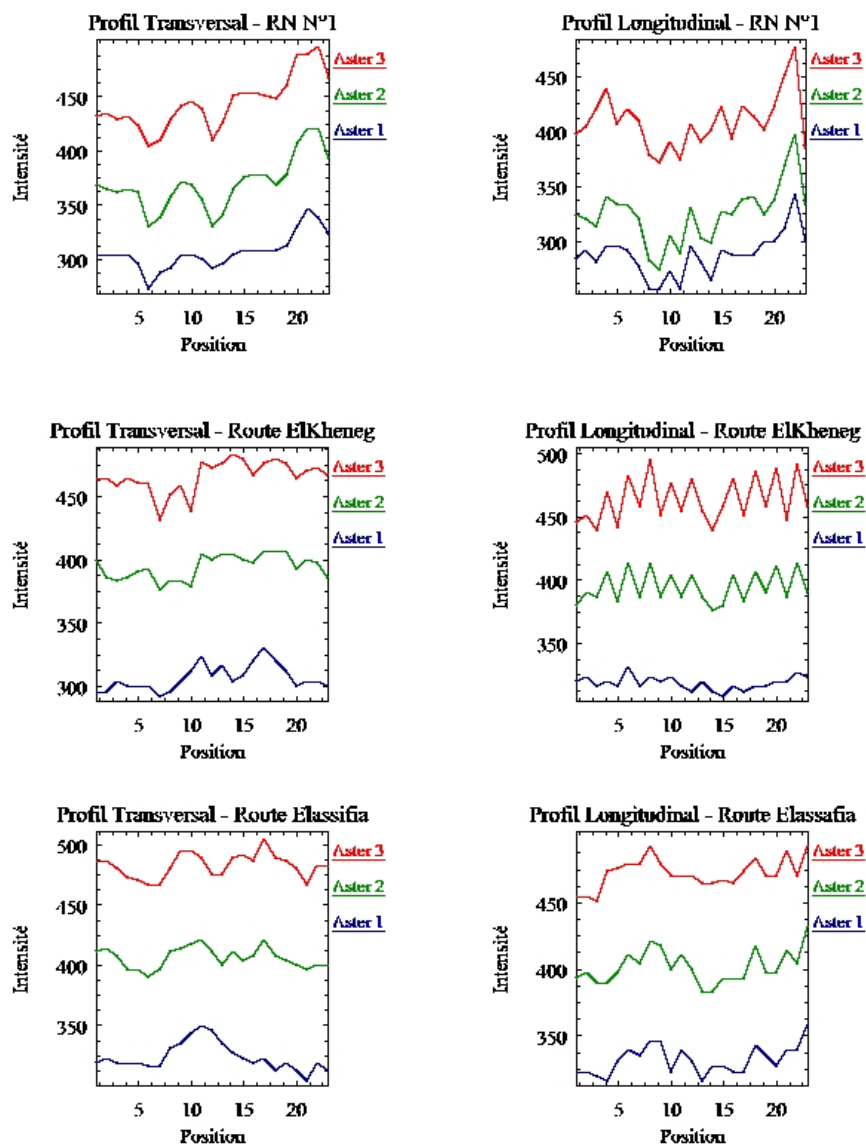 Profil Transversal - RN N°1
Aster 3
450
Aster 2
400
Aster 1
350
300
Intensité
5 10 15 20
Position
Profil Longitudinal - RN N°1
Aster 3
450
Aster 2
400
Aster 1
350
300
Intensité
5 10 15 20
Position
Profil Transversal - Route ElKheneg
Aster 3
450
Aster 2
400
Aster 1
350
300
Intensité
5 10 15 20
Position
Profil Longitudinal - Route ElKheneg
500
Aster 3
450
Aster 2
400
Aster 1
350
Intensité
5 10 15 20
Position
Profil Transversal - Route Elassifia
500
Aster 3
450
Aster 2
400
Aster 1
350
Intensité
5 10 15 20
Position
Profil Longitudinal - Route Elassafia
Aster 3
450
Aster 2
400
Aster 1
350
Intensité
5 10 15 20
Position